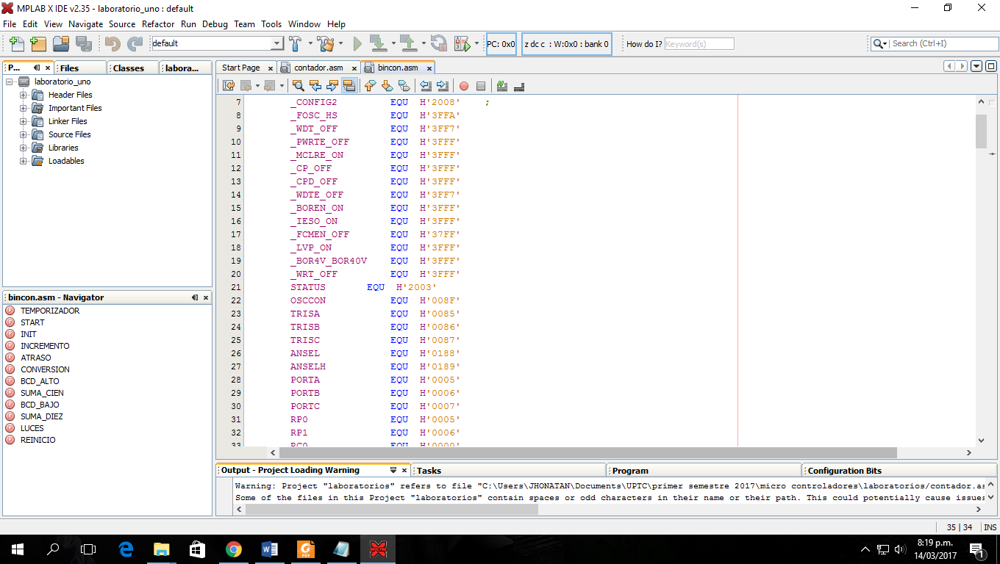 MPLAB X IDE v2.35 - laboratorio_uno : default
File Edit View Navigate Source Refactor Run Debug Team Tools Window Help
default PC: 0x0 z dc c : W:0x0 : bank 0 How do I? Keyword(s) Search (Ctrl+I)
P... Files Classes labora...
laboratorio_uno
Header Files
Important Files
Linker Files
Source Files
Libraries
Loadables
bincon.asm - Navigator
TEMPORIZADOR
START
INIT
INCREMENTO
ATRASO
CONVERSION
BCD_ALTO
SUMA_CIEN
BCD_BAJO
SUMA_DIEZ
LUCES
REINICIO
Start Page contador.asm bincon.asm
7 _CONFIG2 EQU H'2008' ;
8 _FOSC_HS EQU H'3FFA'
9 _WDT_OFF EQU H'3FF7'
10 _PWRTE_OFF EQU H'3FFF'
11 _MCLRE_ON EQU H'3FFF'
12 _CP_OFF EQU H'3FFF'
13 _CPD_OFF EQU H'3FFF'
14 _WDTE_OFF EQU H'3FF7'
15 _BOREN_ON EQU H'3FFF'
16 _IESO_ON EQU H'3FFF'
17 _FCMEN_OFF EQU H'37FF'
18 _LVP_ON EQU H'3FFF'
19 _BOR4V_BOR40V EQU H'3FFF'
20 _WRT_OFF EQU H'3FFF'
21 STATUS EQU H'2003'
22 OSCCON EQU H'008F'
23 TRISA EQU H'0085'
24 TRISB EQU H'0086'
25 TRISC EQU H'0087'
26 ANSEL EQU H'0188'
27 ANSELH EQU H'0189'
28 PORTA EQU H'0005'
29 PORTB EQU H'0006'
30 PORTC EQU H'0007'
31 RP0 EQU H'0005'
32 RP1 EQU H'0006'
33 RC0 EQU H'0000'
Output - Project Loading Warning Tasks Program Configuration Bits
Warning: Project "laboratorios" refers to file "C:\Users\JHONATAN\Documents\UPTC\primer semestre 2017\micro controladores\laboratorios/contador.as
Some of the files in this Project "laboratorios" contain spaces or odd characters in their name or their path. This could potentially cause issues
35 | 34 INS
8:19 p.m.
14/03/2017
1